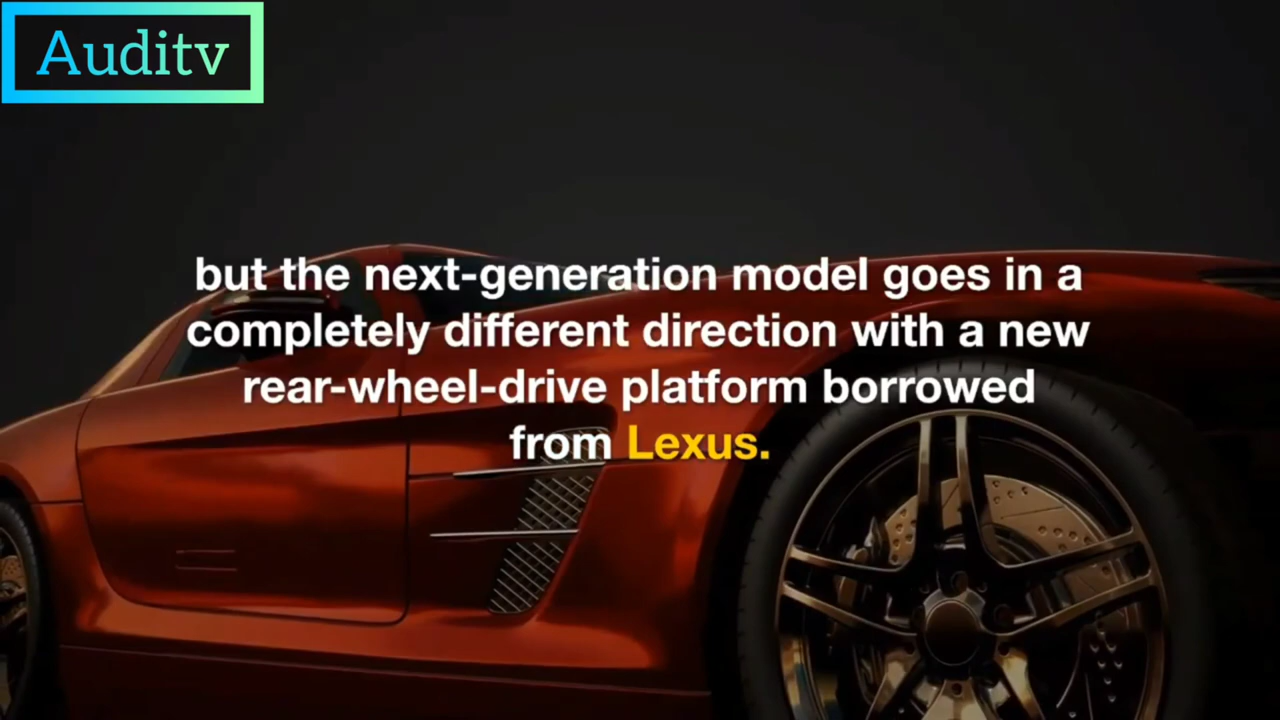 Auditv
but the next-generation model goes in a
completely different direction with a new
rear-wheel-drive platform borrowed
from Lexus.